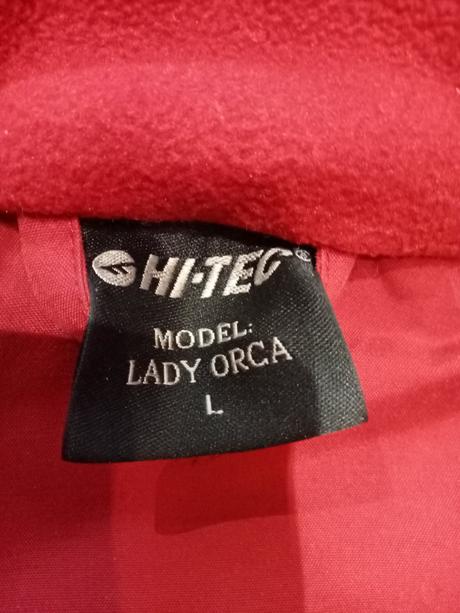 HI-TEC®
MODEL:
LADY ORCA
L